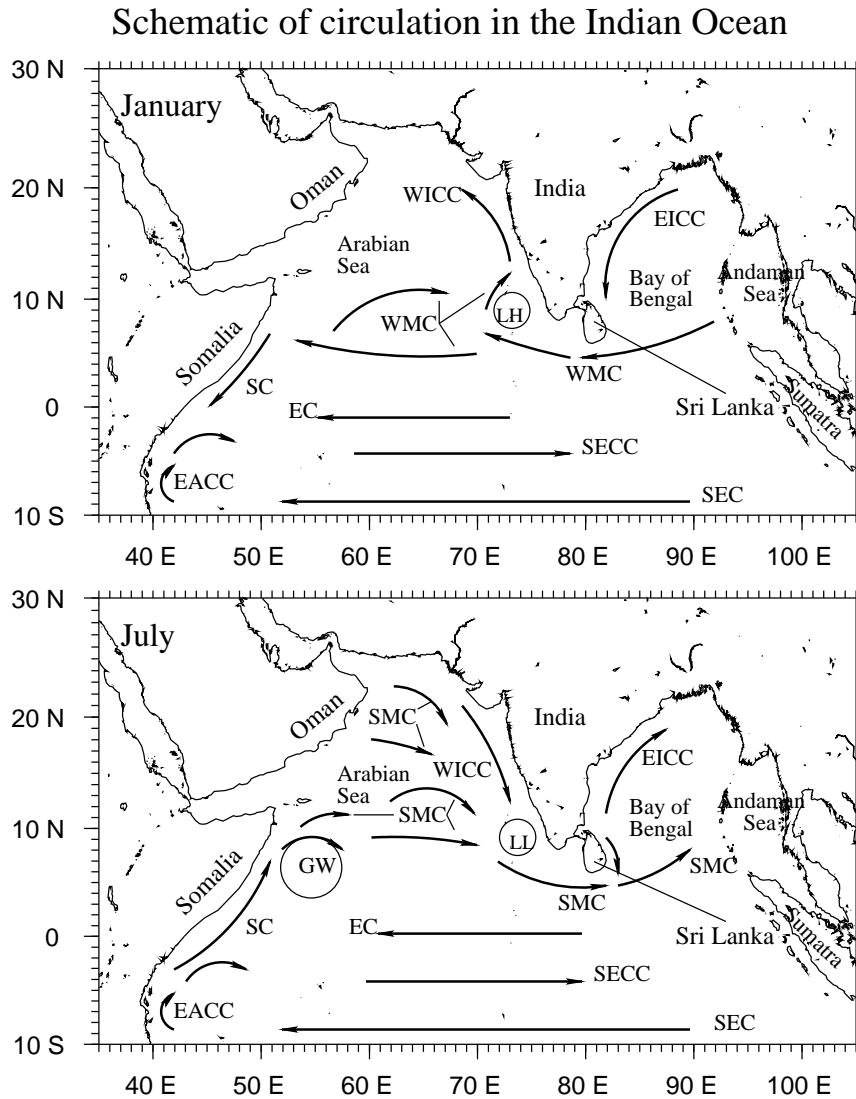 Schematic of circulation in the Indian Ocean
30 N
January
Oman
20 N
WICC
India
EICC
Arabian
Sea
Bay of
Bengal
Andaman
Sea
10 N
WMC
LH
Somalia
SC
WMC
Sri Lanka
Sumatra
0
EC
SECC
EACC
SEC
10 S
40 E 50 E 60 E 70 E 80 E 90 E 100 E
30 N
July
Oman
20 N
SMC
India
WICC
EICC
Arabian
Sea
SMC
Bay of
Bengal
Andaman
Sea
10 N
LL
GW
Somalia
SMC
SMC
SC
EC
Sri Lanka
Sumatra
0
SECC
EACC
SEC
10 S
40 E 50 E 60 E 70 E 80 E 90 E 100 E